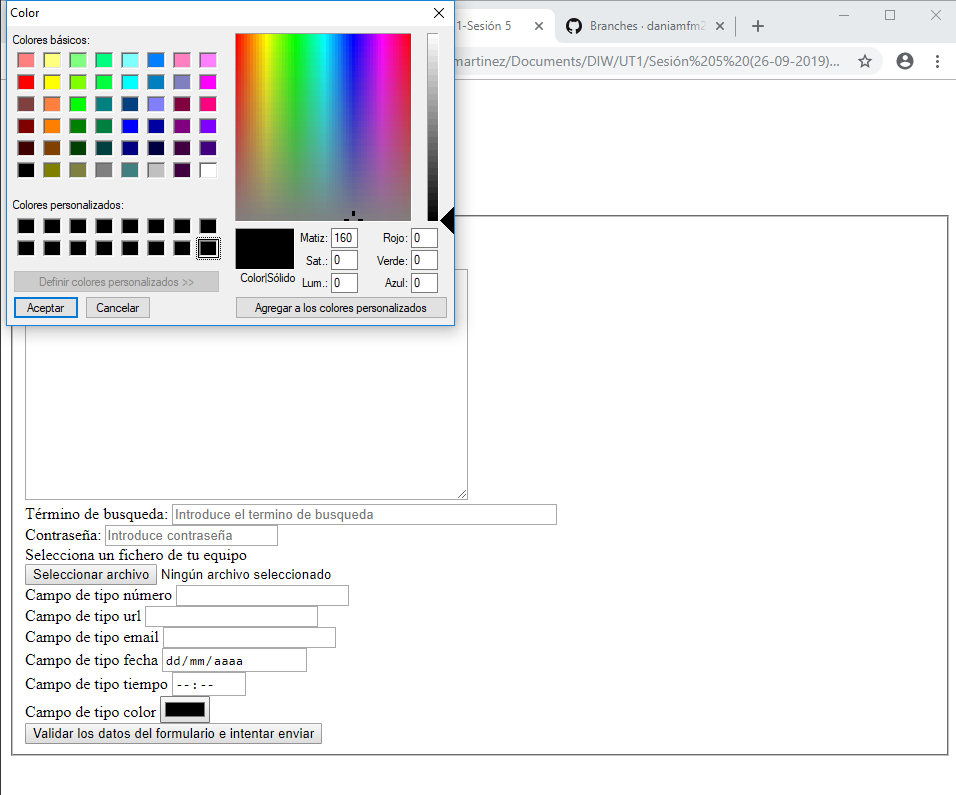 Color
1-Sesión 5
Branches · daniamfm2
martinez/Documents/DIW/UT1/Sesión%205%20(26-09-2019)...
Colores básicos:
Colores personalizados:
Matiz: 160 Rojo: 0
Sat.: 0 Verde: 0
Color|Sólido Lum.: 0 Azul: 0
Definir colores personalizados >>
Aceptar Cancelar Agregar a los colores personalizados
Término de busqueda: Introduce el termino de busqueda
Contraseña: Introduce contraseña
Selecciona un fichero de tu equipo
Seleccionar archivo Ningún archivo seleccionado
Campo de tipo número
Campo de tipo url
Campo de tipo email
Campo de tipo fecha dd/mm/aaaa
Campo de tipo tiempo --:--
Campo de tipo color
Validar los datos del formulario e intentar enviar